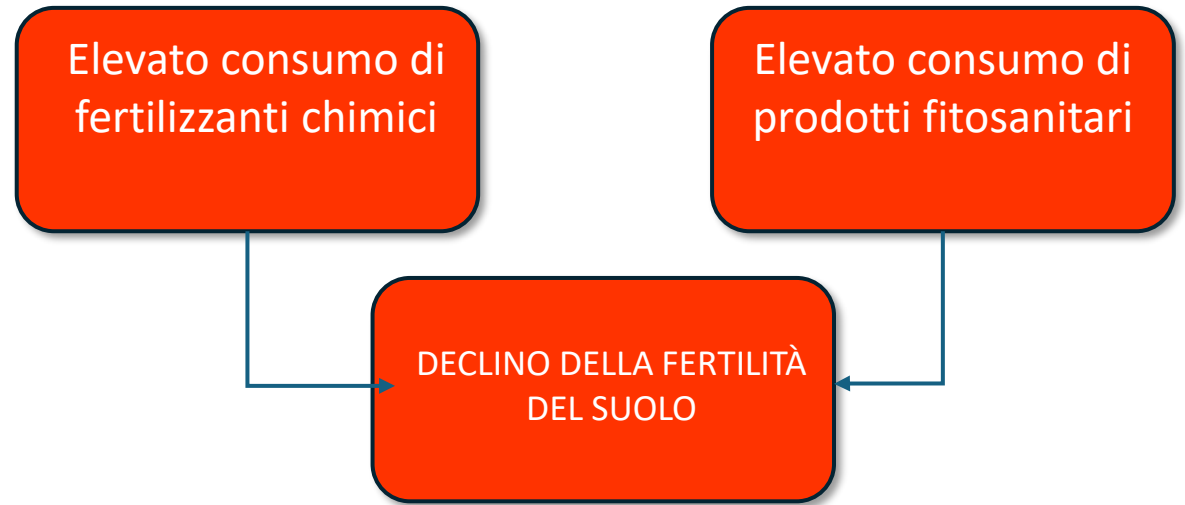 Elevato consumo di
fertilizzanti chimici
Elevato consumo di
prodotti fitosanitari
DECLINO DELLA FERTILITÀ
DEL SUOLO